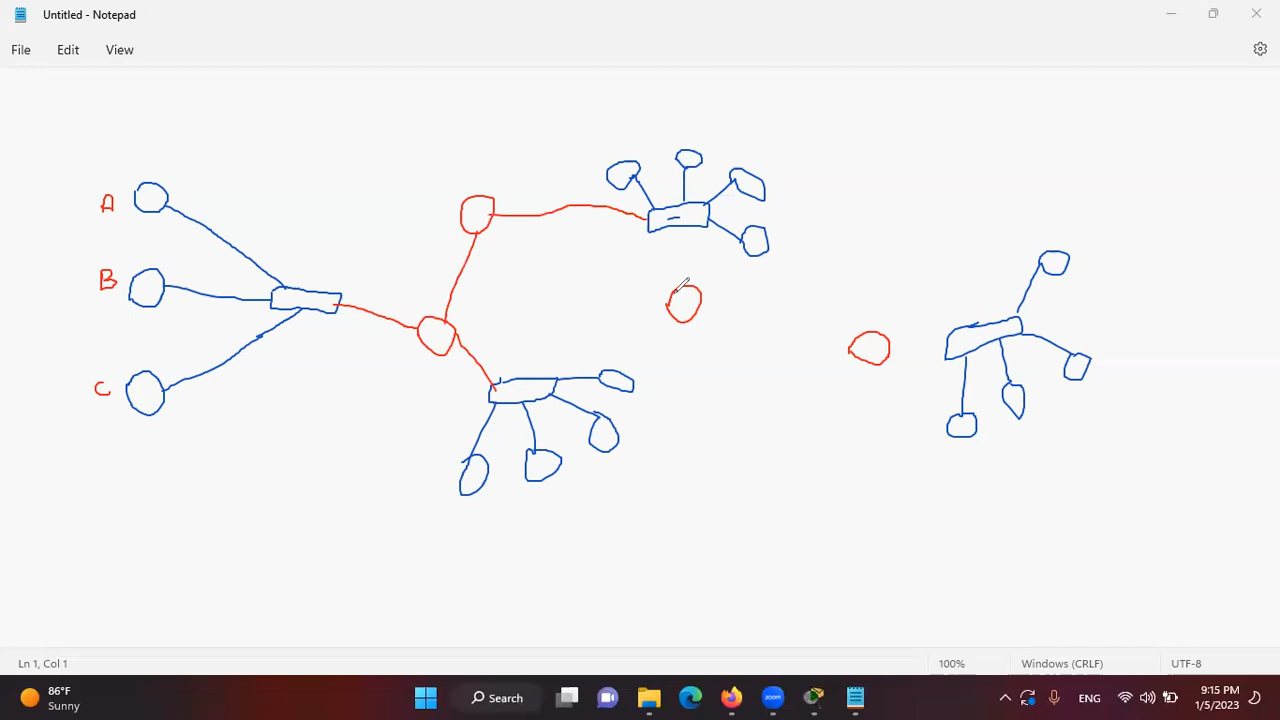 Untitled - Notepad
File Edit View
A
B
C
Ln 1, Col 1
100%
Windows (CRLF)
UTF-8
86°F
Sunny
Search
ENG
9:15 PM
1/5/2023